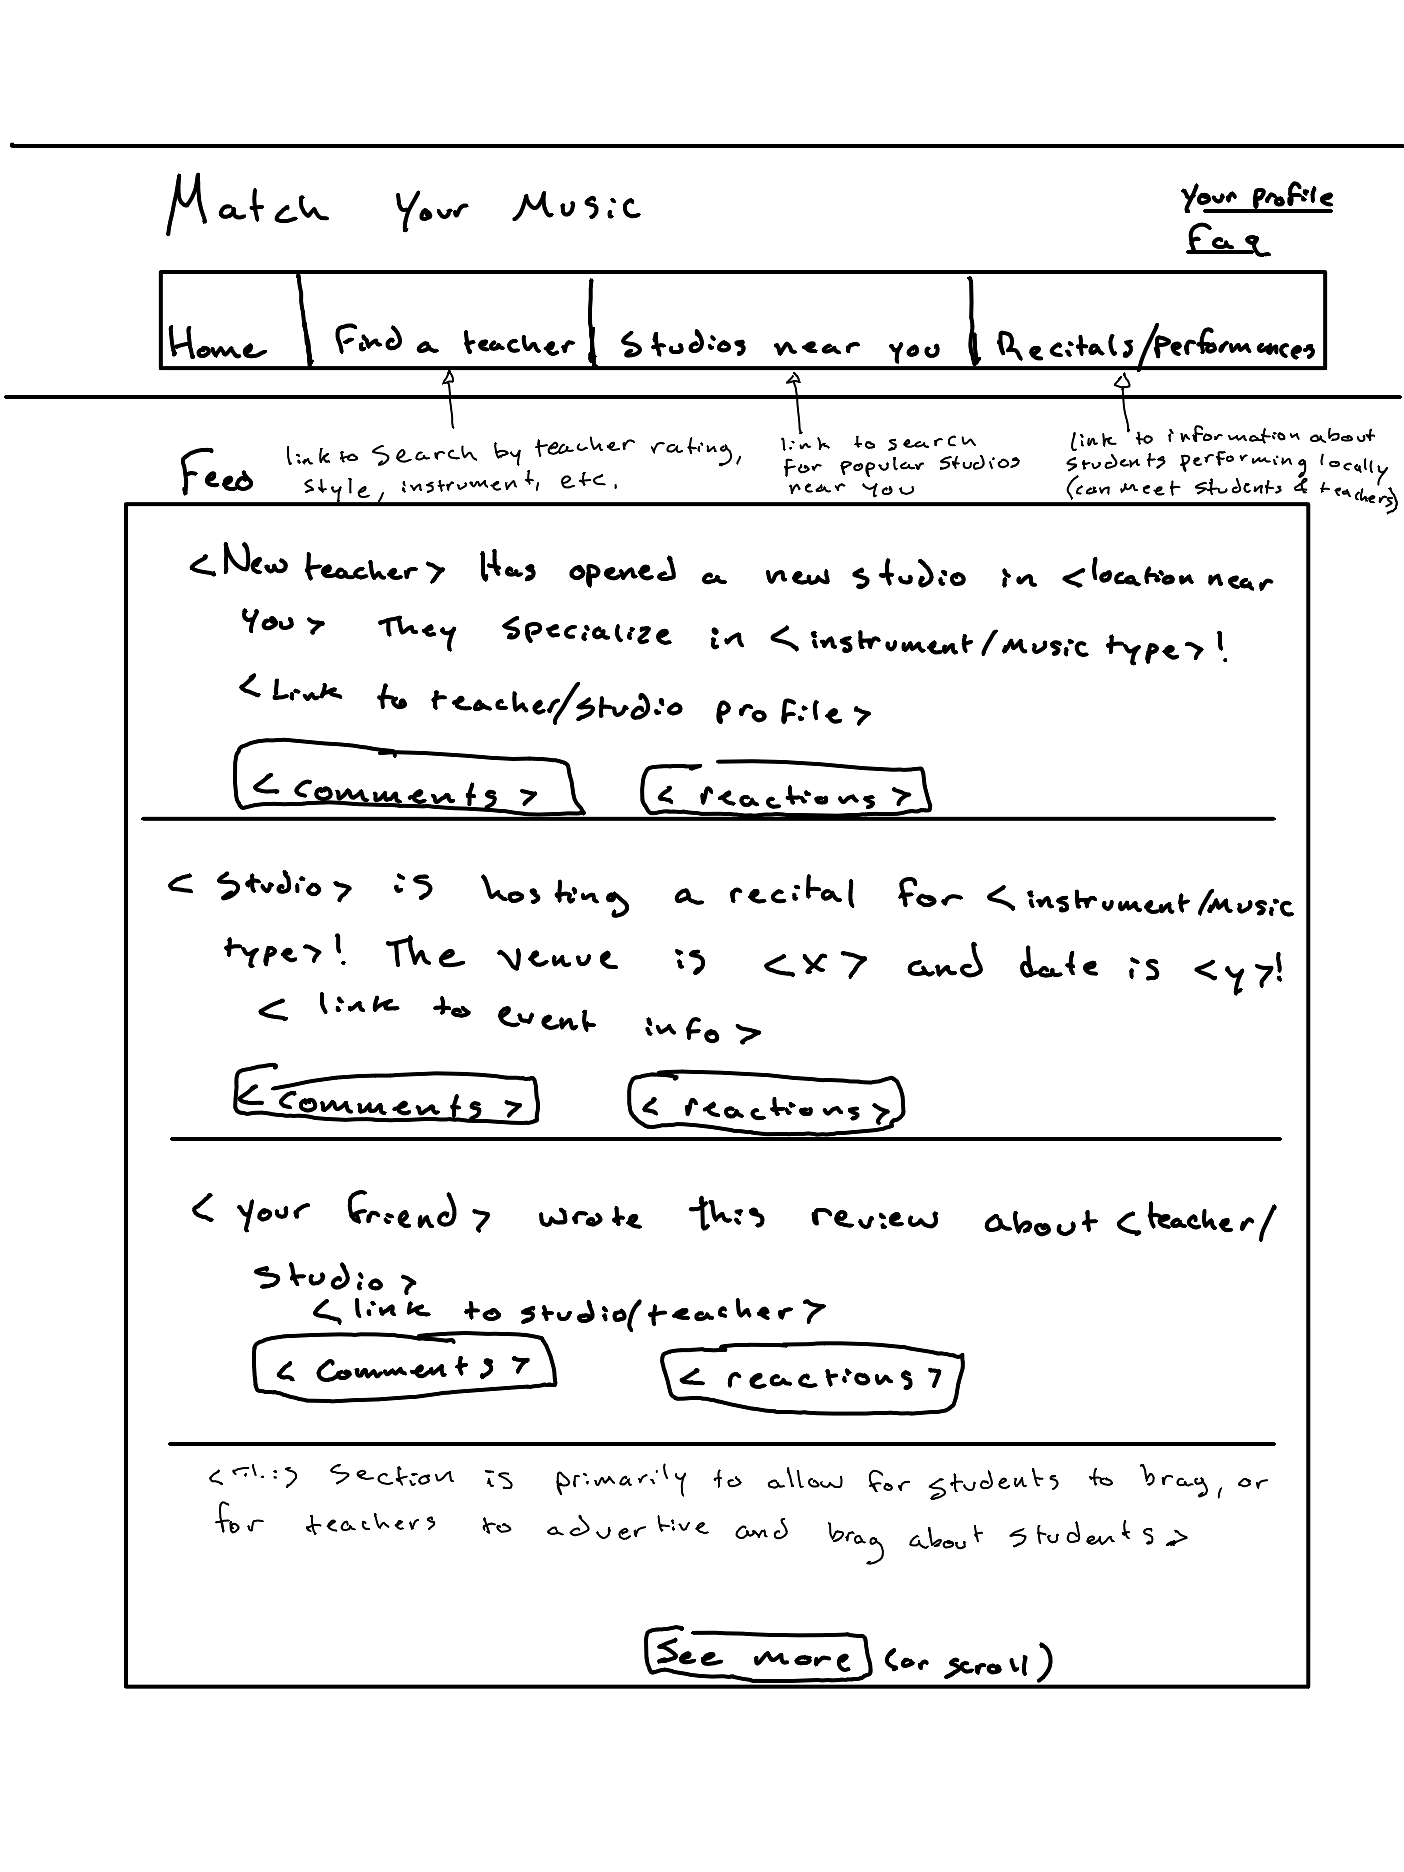 Match Your Music
Your profile
Faq
Home
Find a teacher
Studios near you
Recitals/Performances
Feed
link to search by teacher rating,
style, instrument, etc.
link to search
for popular studios
near you
link to information about
students performing locally
(can meet students & teachers)
<New teacher> Has opened a new studio in <location near
you> They specialize in <instrument/music type>!
<Link to teacher/studio profile>
<comments>
<reactions>
<Studio> is hosting a recital for <instrument/music
type>! The venue is <x> and date is <y>!
<link to event info>
<comments>
<reactions>
<your friend> wrote this review about <teacher/
studio>
<link to studio/teacher>
<comments>
<reactions>
<This section is primarily to allow for students to brag, or
for teachers to advertive and brag about students>
See more (or scroll)